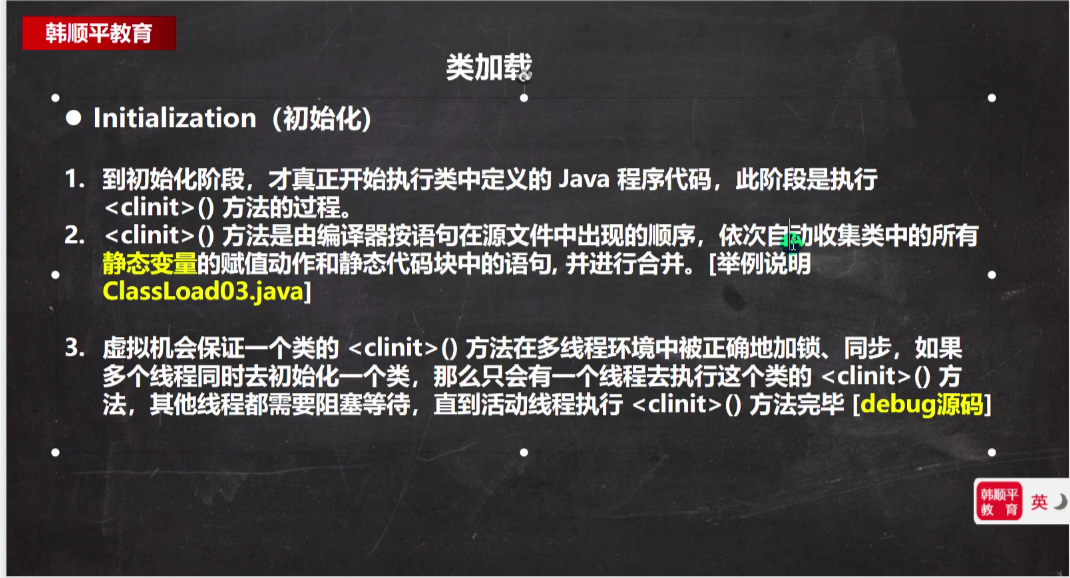 韩顺平教育
类加载
● Initialization（初始化）
1. 到初始化阶段，才真正开始执行类中定义的 Java 程序代码，此阶段是执行
<clinit>() 方法的过程。
2. <clinit>() 方法是由编译器按语句在源文件中出现的顺序，依次自动收集类中的所有
静态变量的赋值动作和静态代码块中的语句, 并进行合并。[举例说明
ClassLoad03.java]
3. 虚拟机会保证一个类的 <clinit>() 方法在多线程环境中被正确地加锁、同步，如果
多个线程同时去初始化一个类，那么只会有一个线程去执行这个类的 <clinit>() 方
法，其他线程都需要阻塞等待，直到活动线程执行 <clinit>() 方法完毕 [debug源码]
韩顺平
教 育
英